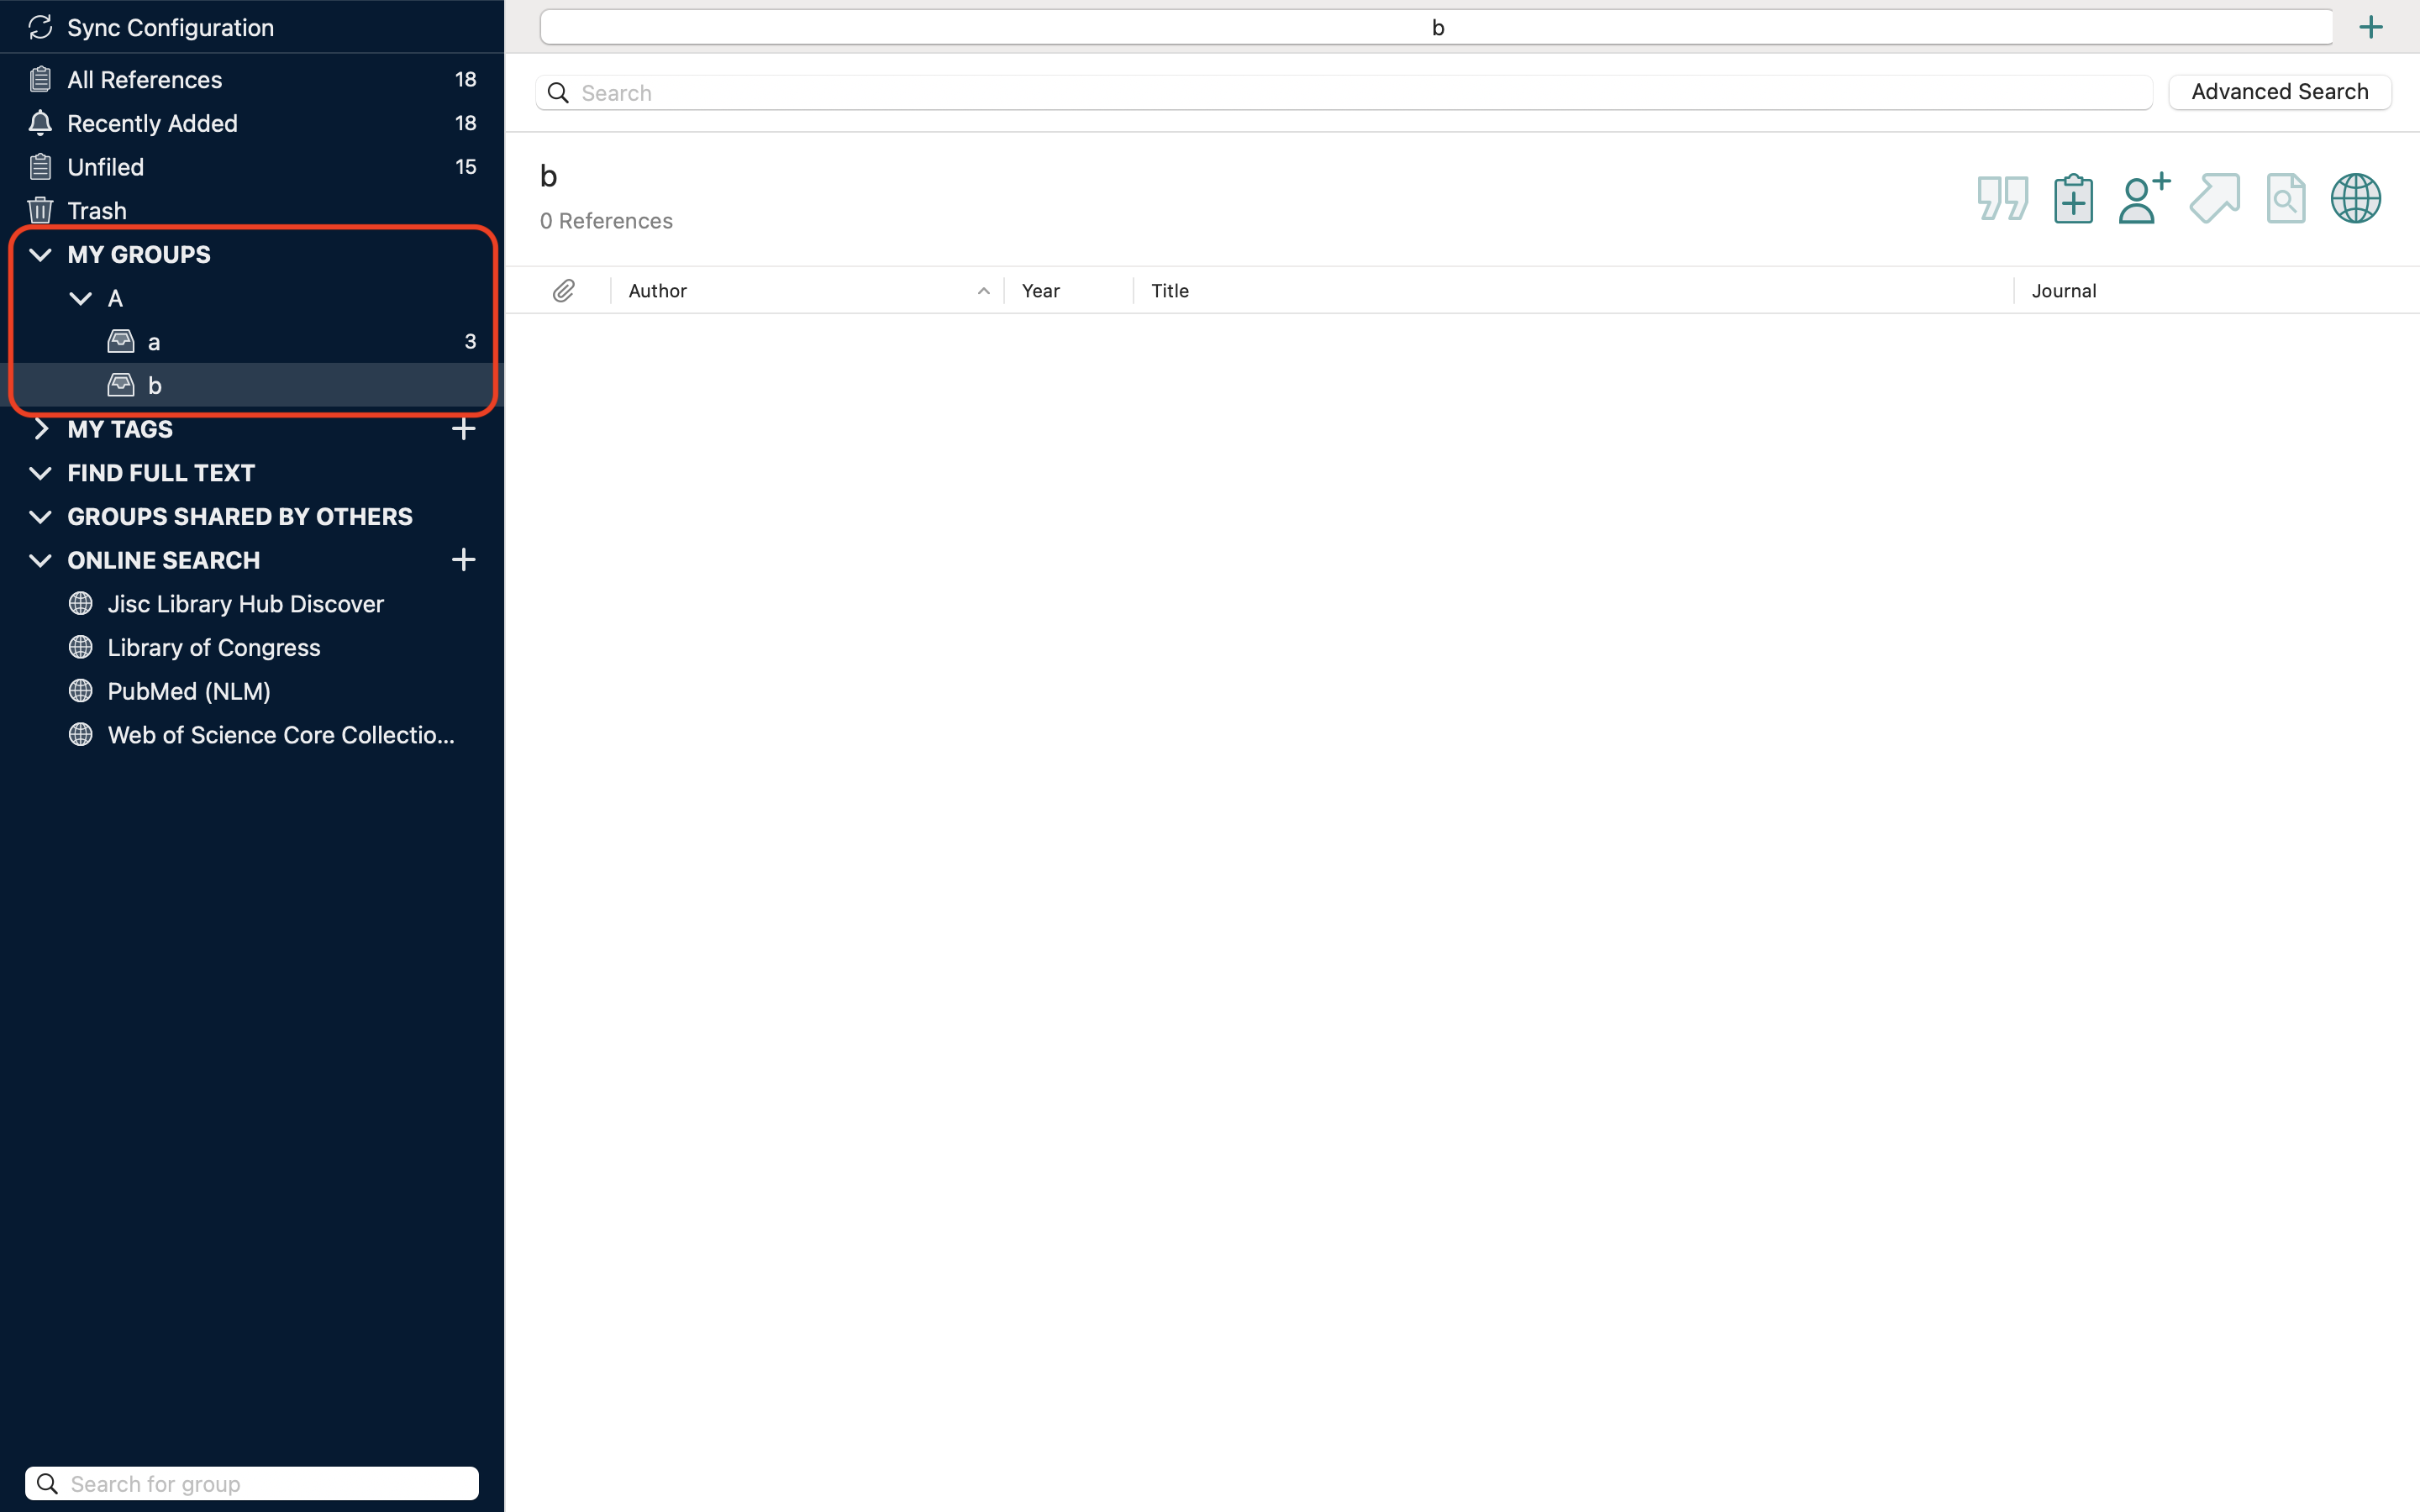 Sync Configuration
All References 18
Recently Added 18
Unfiled 15
Trash
MY GROUPS
A
a 3
b
MY TAGS
FIND FULL TEXT
GROUPS SHARED BY OTHERS
ONLINE SEARCH
Jisc Library Hub Discover
Library of Congress
PubMed (NLM)
Web of Science Core Collectio...
Search for group
b
Search
Advanced Search
b
0 References
Author Year Title Journal